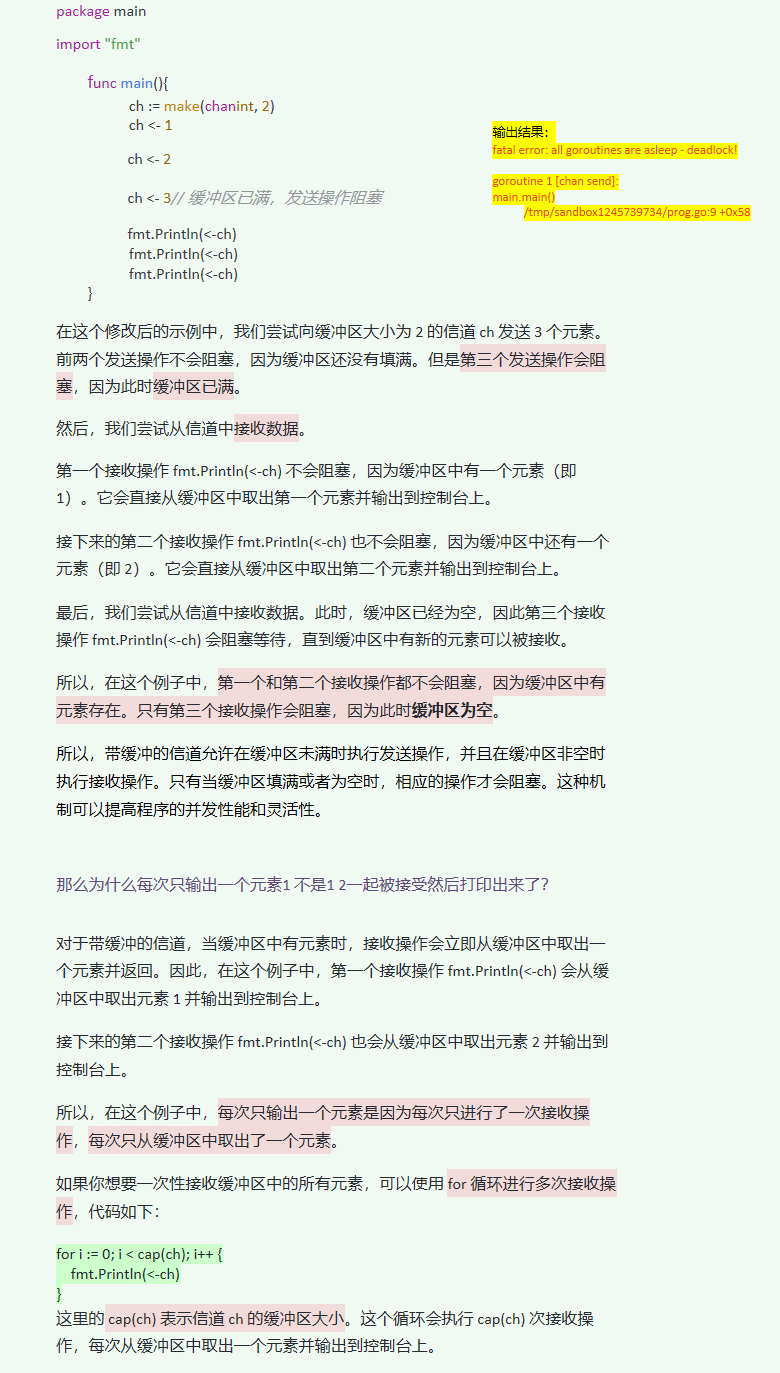 package main
import "fmt"
func main(){
ch := make(chanint, 2)
ch <- 1
ch <- 2
ch <- 3// 缓冲区已满，发送操作阻塞
fmt.Println(<-ch)
fmt.Println(<-ch)
fmt.Println(<-ch)
}
输出结果：
fatal error: all goroutines are asleep - deadlock!
goroutine 1 [chan send]:
main.main()
/tmp/sandbox1245739734/prog.go:9 +0x58
在这个修改后的示例中，我们尝试向缓冲区大小为 2 的信道 ch 发送 3 个元素。
前两个发送操作不会阻塞，因为缓冲区还没有填满。但是第三个发送操作会阻
塞，因为此时缓冲区已满。
然后，我们尝试从信道中接收数据。
第一个接收操作 fmt.Println(<-ch) 不会阻塞，因为缓冲区中有一个元素（即
1）。它会直接从缓冲区中取出第一个元素并输出到控制台上。
接下来的第二个接收操作 fmt.Println(<-ch) 也不会阻塞，因为缓冲区中还有一个
元素（即 2）。它会直接从缓冲区中取出第二个元素并输出到控制台上。
最后，我们尝试从信道中接收数据。此时，缓冲区已经为空，因此第三个接收
操作 fmt.Println(<-ch) 会阻塞等待，直到缓冲区中有新的元素可以被接收。
所以，在这个例子中，第一个和第二个接收操作都不会阻塞，因为缓冲区中有
元素存在。只有第三个接收操作会阻塞，因为此时缓冲区为空。
所以，带缓冲的信道允许在缓冲区未满时执行发送操作，并且在缓冲区非空时
执行接收操作。只有当缓冲区填满或者为空时，相应的操作才会阻塞。这种机
制可以提高程序的并发性能和灵活性。
那么为什么每次只输出一个元素1 不是1 2一起被接受然后打印出来了？
对于带缓冲的信道，当缓冲区中有元素时，接收操作会立即从缓冲区中取出一
个元素并返回。因此，在这个例子中，第一个接收操作 fmt.Println(<-ch) 会从缓
冲区中取出元素 1 并输出到控制台上。
接下来的第二个接收操作 fmt.Println(<-ch) 也会从缓冲区中取出元素 2 并输出到
控制台上。
所以，在这个例子中，每次只输出一个元素是因为每次只进行了一次接收操
作，每次只从缓冲区中取出了一个元素。
如果你想要一次性接收缓冲区中的所有元素，可以使用 for 循环进行多次接收操
作，代码如下：
for i := 0; i < cap(ch); i++ {
fmt.Println(<-ch)
}
这里的 cap(ch) 表示信道 ch 的缓冲区大小。这个循环会执行 cap(ch) 次接收操
作，每次从缓冲区中取出一个元素并输出到控制台上。